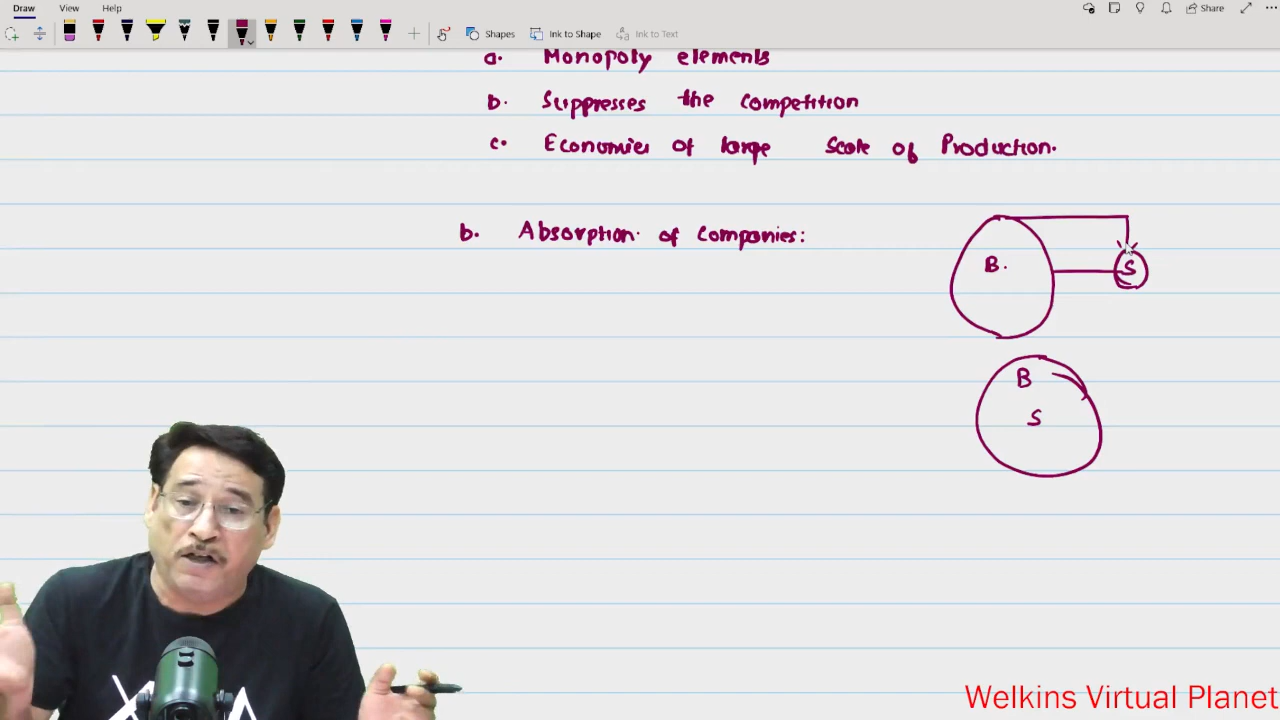 Draw View Help Share
Shapes Ink to Shape Ink to Text
a. Monopoly elements
b. Suppresses the competition
c. Economies of large scale of Production.
b. Absorption of Companies:
B. S
B
S
Welkins Virtual Planet